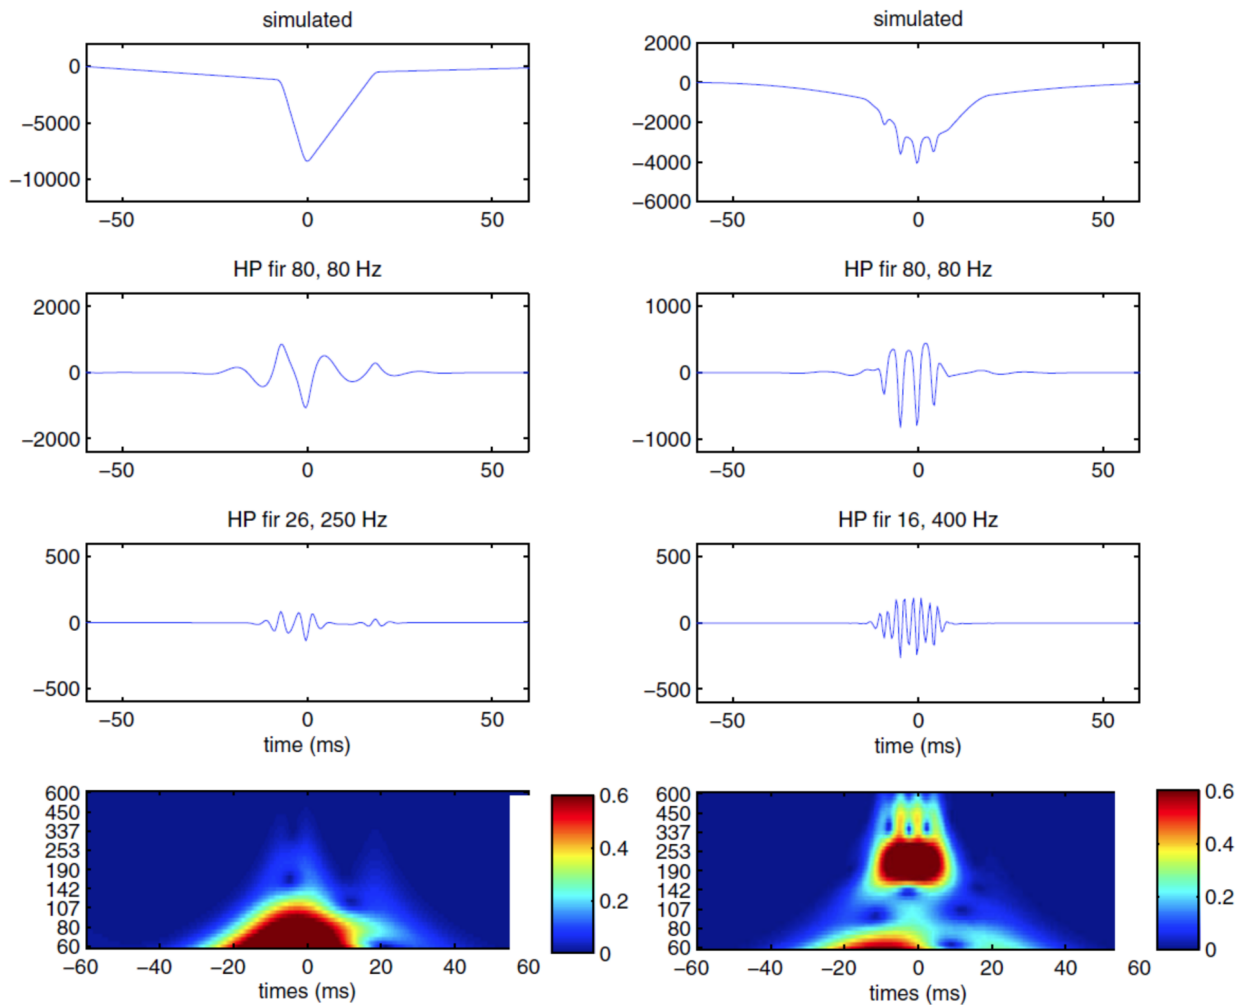 simulated
0
−5000
−10000
−50 0 50
simulated
2000
0
−2000
−4000
−6000
−50 0 50
HP fir 80, 80 Hz
2000
0
−2000
−50 0 50
HP fir 80, 80 Hz
1000
0
−1000
−50 0 50
HP fir 26, 250 Hz
500
0
−500
−50 0 50
time (ms)
HP fir 16, 400 Hz
500
0
−500
−50 0 50
time (ms)
600
450
337
253
190
142
107
80
60
−60 −40 −20 0 20 40 60
times (ms)
0.6
0.4
0.2
0
600
450
337
253
190
142
107
80
60
−60 −40 −20 0 20 40 60
times (ms)
0.6
0.4
0.2
0